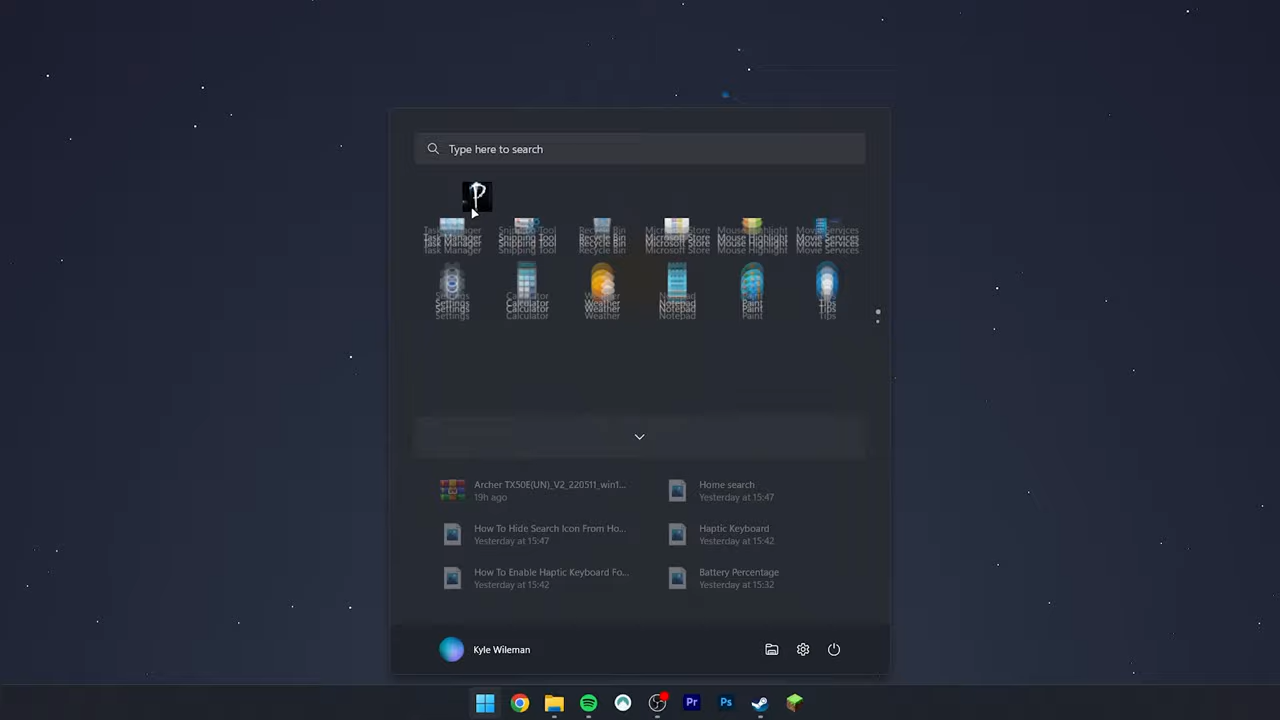 Type here to search
Task Manager Snipping Tool Recycle Bin Microsoft Store Mouse Highlight Movie Services
Settings Calculator Weather Notepad Paint Tips
Archer TX50E(UN)_V2_220511_win1... Home search
19h ago Yesterday at 15:47
How To Hide Search Icon From Ho... Haptic Keyboard
Yesterday at 15:47 Yesterday at 15:42
How To Enable Haptic Keyboard Fo... Battery Percentage
Yesterday at 15:42 Yesterday at 15:32
Kyle Wileman
Pr Ps